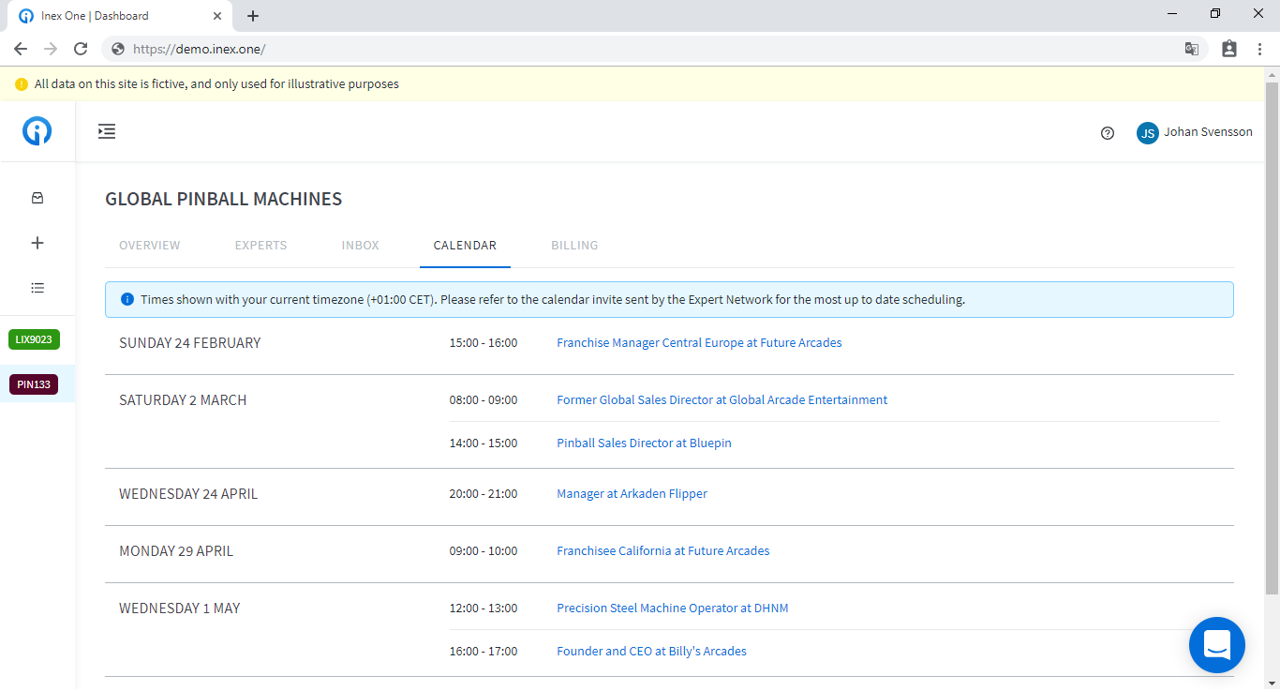 Inex One | Dashboard
https://demo.inex.one/
All data on this site is fictive, and only used for illustrative purposes
JS Johan Svensson
GLOBAL PINBALL MACHINES
OVERVIEW EXPERTS INBOX CALENDAR BILLING
Times shown with your current timezone (+01:00 CET). Please refer to the calendar invite sent by the Expert Network for the most up to date scheduling.
LIX9023
PIN133
SUNDAY 24 FEBRUARY 15:00 - 16:00 Franchise Manager Central Europe at Future Arcades
SATURDAY 2 MARCH 08:00 - 09:00 Former Global Sales Director at Global Arcade Entertainment
14:00 - 15:00 Pinball Sales Director at Bluepin
WEDNESDAY 24 APRIL 20:00 - 21:00 Manager at Arkaden Flipper
MONDAY 29 APRIL 09:00 - 10:00 Franchisee California at Future Arcades
WEDNESDAY 1 MAY 12:00 - 13:00 Precision Steel Machine Operator at DHNM
16:00 - 17:00 Founder and CEO at Billy's Arcades